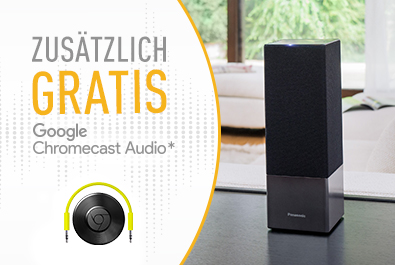 ZUSÄTZLICH
GRATIS
Google
Chromecast Audio*
Panasonic